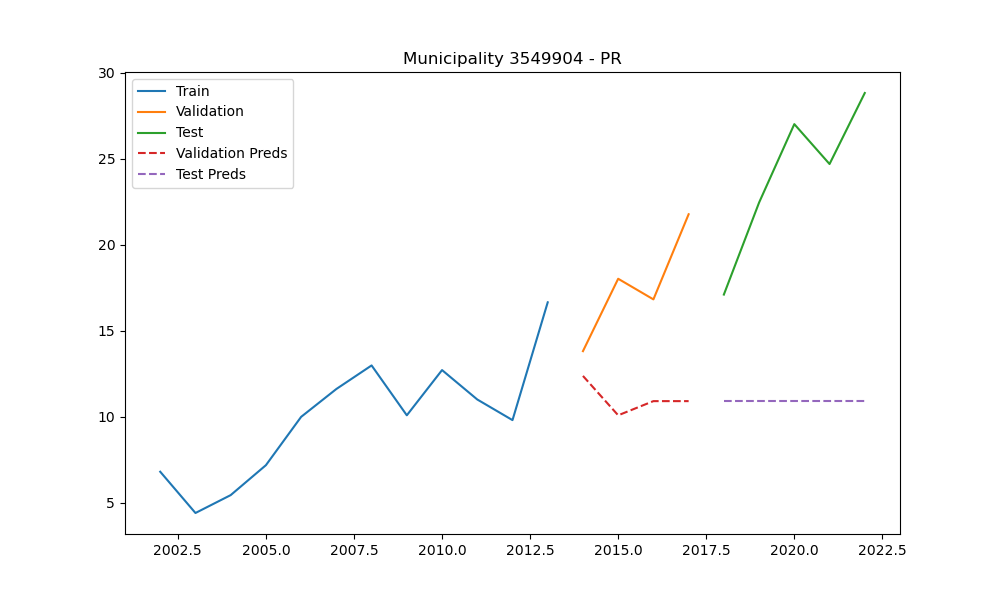 Municipality 3549904 - PR
30
25
20
15
10
5
Train
Validation
Test
Validation Preds
Test Preds
2002.5 2005.0 2007.5 2010.0 2012.5 2015.0 2017.5 2020.0 2022.5